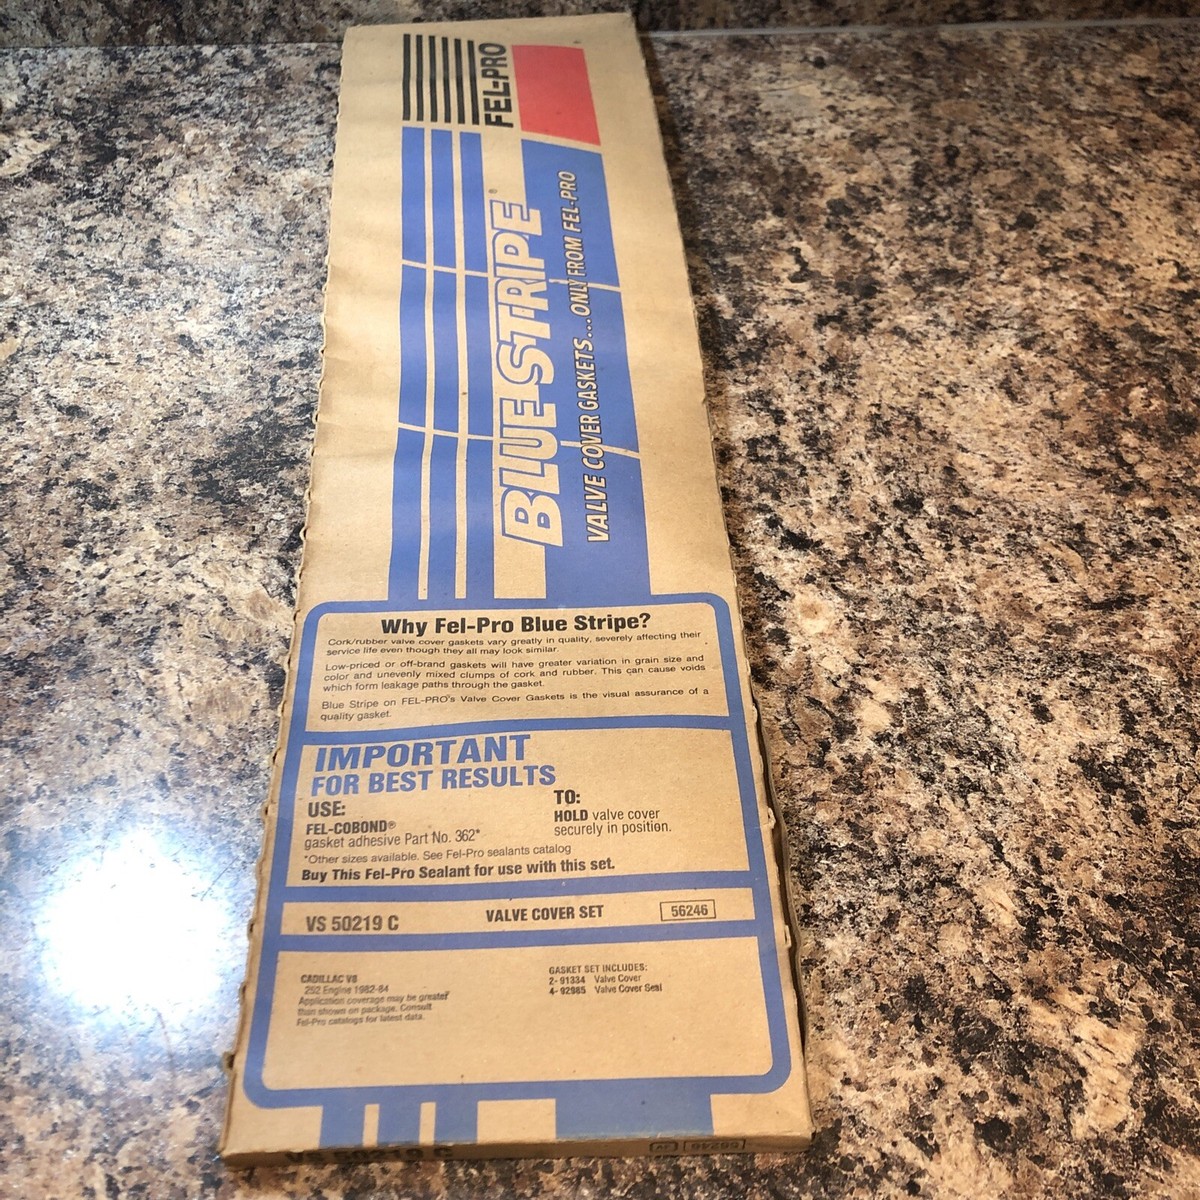 FEL-PRO
BLUE STRIPE®
VALVE COVER GASKETS...ONLY FROM FEL-PRO
Why Fel-Pro Blue Stripe?
Cork/rubber valve cover gaskets vary greatly in quality, severely affecting their
service life even though they all may look similar.
Low-priced or off-brand gaskets will have greater variation in grain size and
color and unevenly mixed clumps of cork and rubber. This can cause voids
which form leakage paths through the gasket.
Blue Stripe on FEL-PRO's Valve Cover Gaskets is the visual assurance of a
quality gasket.
IMPORTANT
FOR BEST RESULTS
USE:
FEL-COBOND®
gasket adhesive Part No. 362*
TO:
HOLD valve cover
securely in position.
*Other sizes available. See Fel-Pro sealants catalog
Buy This Fel-Pro Sealant for use with this set.
VS 50219 C VALVE COVER SET 56246
CADILLAC V8
252 Engine 1982-84
Application coverage may be greater
than shown on package. Consult
Fel-Pro catalogs for latest data.
GASKET SET INCLUDES:
2- 91334 Valve Cover
4- 92985 Valve Cover Seal
VS 50219 C
56246